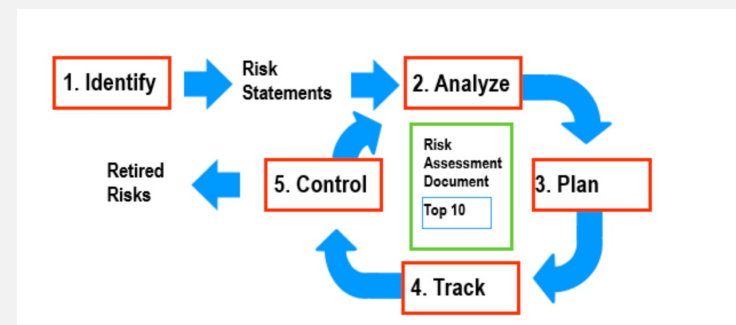 1. Identify
Risk
Statements
2. Analyze
Risk
Assessment
Document
Top 10
3. Plan
4. Track
5. Control
Retired
Risks